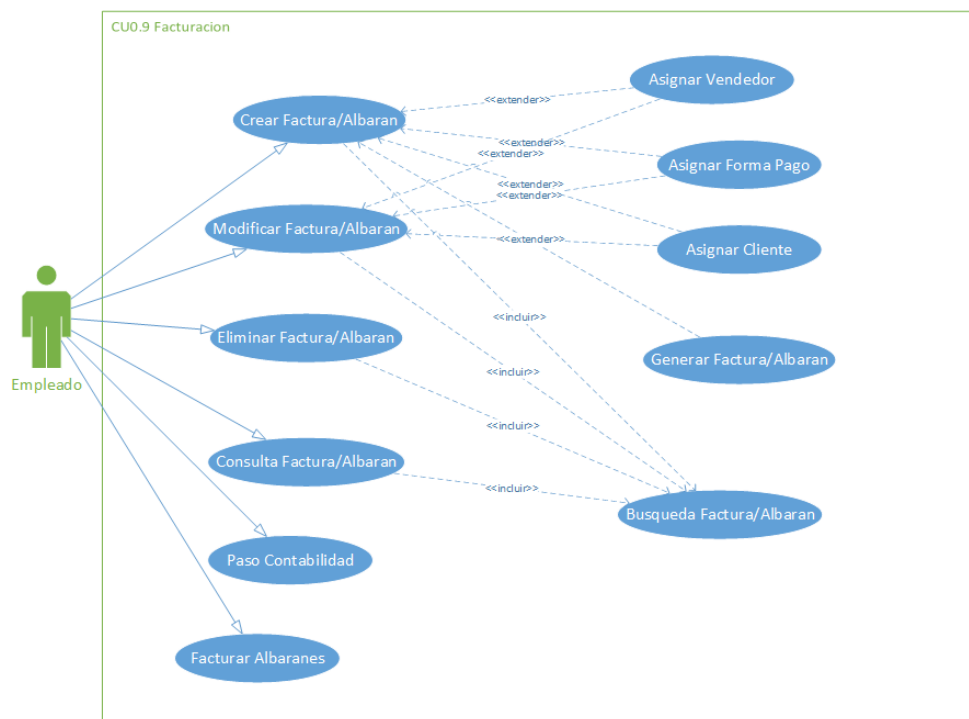 CU0.9 Facturacion
Asignar Vendedor
<<extender>>
Crear Factura/Albaran
<<extender>>
<<extender>>
Asignar Forma Pago
<<extender>>
<<extender>>
Modificar Factura/Albaran
<<extender>>
Asignar Cliente
<<incluir>>
Eliminar Factura/Albaran
Generar Factura/Albaran
<<incluir>>
Empleado
<<incluir>>
Consulta Factura/Albaran
<<incluir>>
Busqueda Factura/Albaran
Paso Contabilidad
Facturar Albaranes